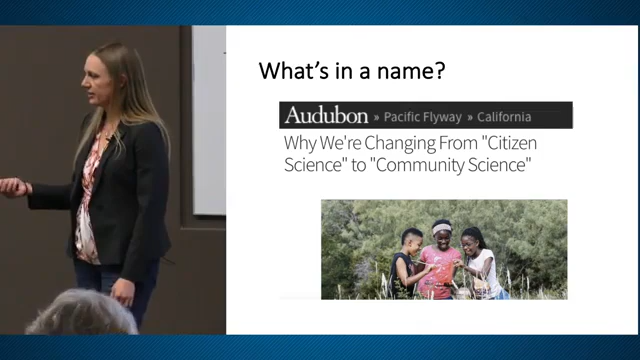 What's in a name?
Audubon » Pacific Flyway » California
Why We're Changing From "Citizen
Science" to "Community Science"